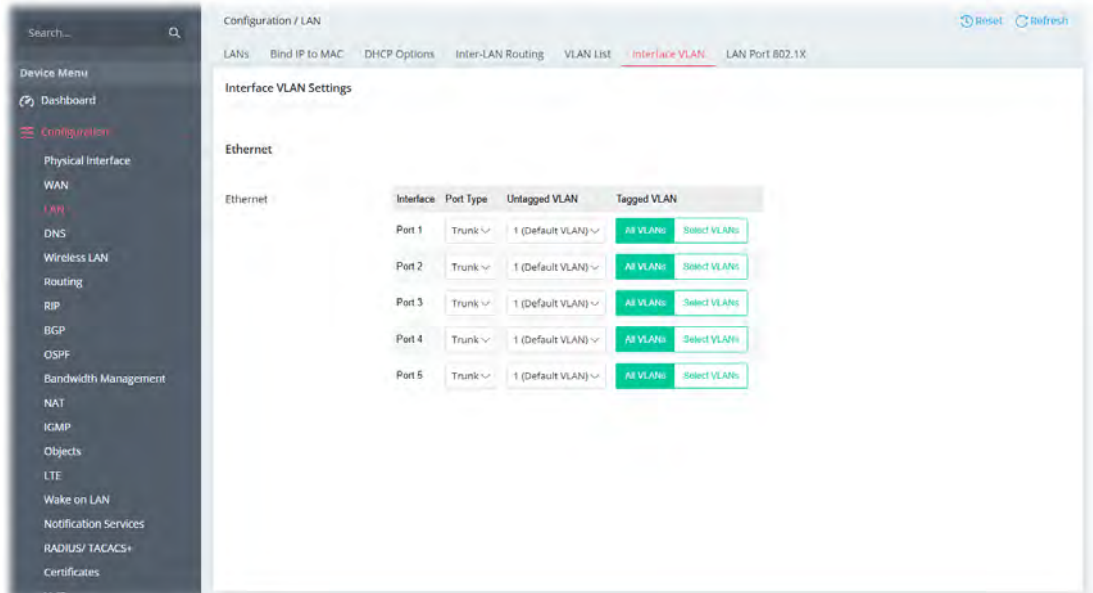 Search...
Device Menu
Dashboard
Configuration
Physical Interface
WAN
LAN
DNS
Wireless LAN
Routing
RIP
BGP
OSPF
Bandwidth Management
NAT
IGMP
Objects
LTE
Wake on LAN
Notification Services
RADIUS/ TACACS+
Certificates
Configuration / LAN
Reset Refresh
LANs Bind IP to MAC DHCP Options Inter-LAN Routing VLAN List Interface VLAN LAN Port 802.1X
Interface VLAN Settings
Ethernet
Ethernet
Interface Port Type Untagged VLAN Tagged VLAN
Port 1 Trunk 1 (Default VLAN) All VLANs Select VLANs
Port 2 Trunk 1 (Default VLAN) All VLANs Select VLANs
Port 3 Trunk 1 (Default VLAN) All VLANs Select VLANs
Port 4 Trunk 1 (Default VLAN) All VLANs Select VLANs
Port 5 Trunk 1 (Default VLAN) All VLANs Select VLANs